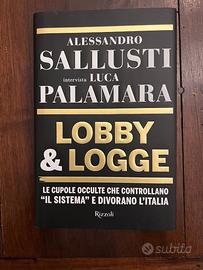 ALESSANDRO
SALLUSTI
intervista LUCA
PALAMARA
LOBBY
& LOGGE
LE CUPOLE OCCULTE CHE CONTROLLANO
“IL SISTEMA” E DIVORANO L’ITALIA
Rizzoli
subito